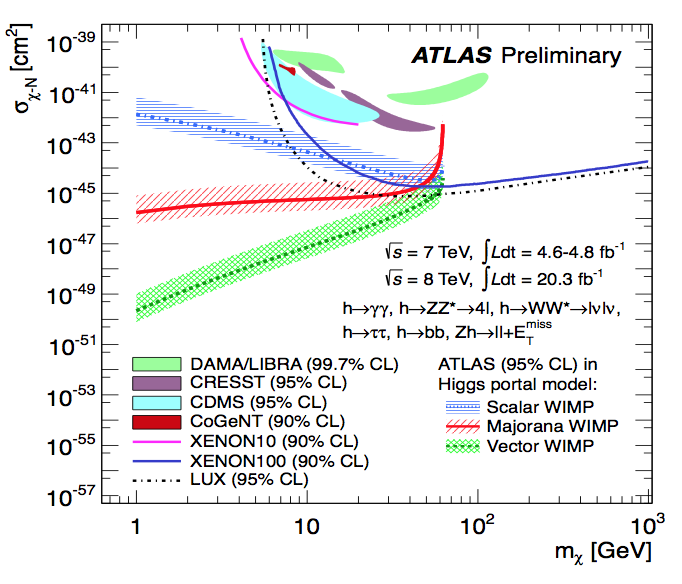 ATLAS Preliminary
σχ-N [cm²]
10⁻³⁹
10⁻⁴¹
10⁻⁴³
10⁻⁴⁵
10⁻⁴⁷
10⁻⁴⁹
10⁻⁵¹
10⁻⁵³
10⁻⁵⁵
10⁻⁵⁷
√s = 7 TeV, ∫Ldt = 4.6-4.8 fb⁻¹
√s = 8 TeV, ∫Ldt = 20.3 fb⁻¹
h→γγ, h→ZZ*→4l, h→WW*→lνlν,
h→ττ, h→bb, Zh→ll+E_T^miss
DAMA/LIBRA (99.7% CL)
CRESST (95% CL)
CDMS (95% CL)
CoGeNT (90% CL)
XENON10 (90% CL)
XENON100 (90% CL)
LUX (95% CL)
ATLAS (95% CL) in
Higgs portal model:
Scalar WIMP
Majorana WIMP
Vector WIMP
1 10 10² 10³
mχ [GeV]